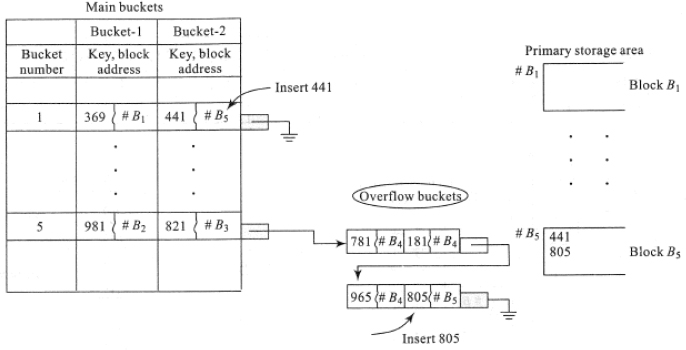 Main buckets
Bucket-1 Bucket-2
Bucket number Key, block address Key, block address
Insert 441
1 369 # B1 441 # B5
5 981 # B2 821 # B3
Overflow buckets
781 # B4 181 # B4
965 # B4 805 # B5
Insert 805
Primary storage area
# B1
Block B1
# B5 441
805
Block B5